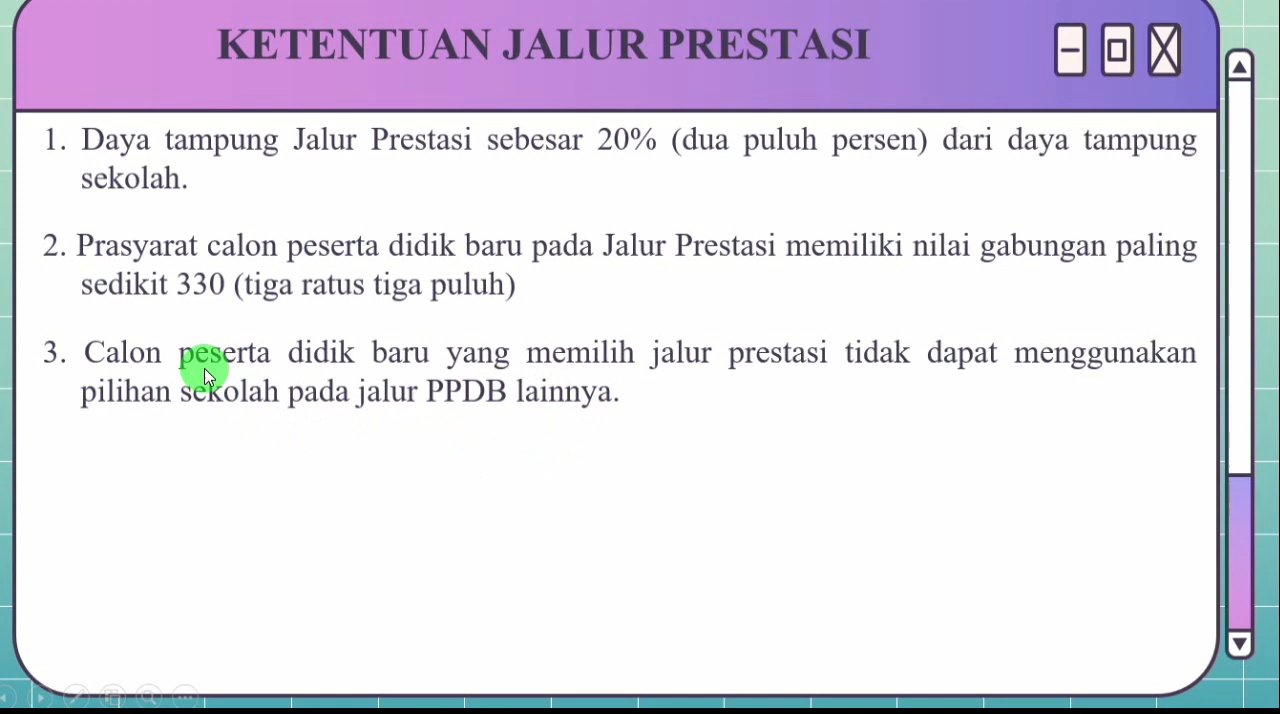 KETENTUAN JALUR PRESTASI
1. Daya tampung Jalur Prestasi sebesar 20% (dua puluh persen) dari daya tampung
sekolah.
2. Prasyarat calon peserta didik baru pada Jalur Prestasi memiliki nilai gabungan paling
sedikit 330 (tiga ratus tiga puluh)
3. Calon peserta didik baru yang memilih jalur prestasi tidak dapat menggunakan
pilihan sekolah pada jalur PPDB lainnya.